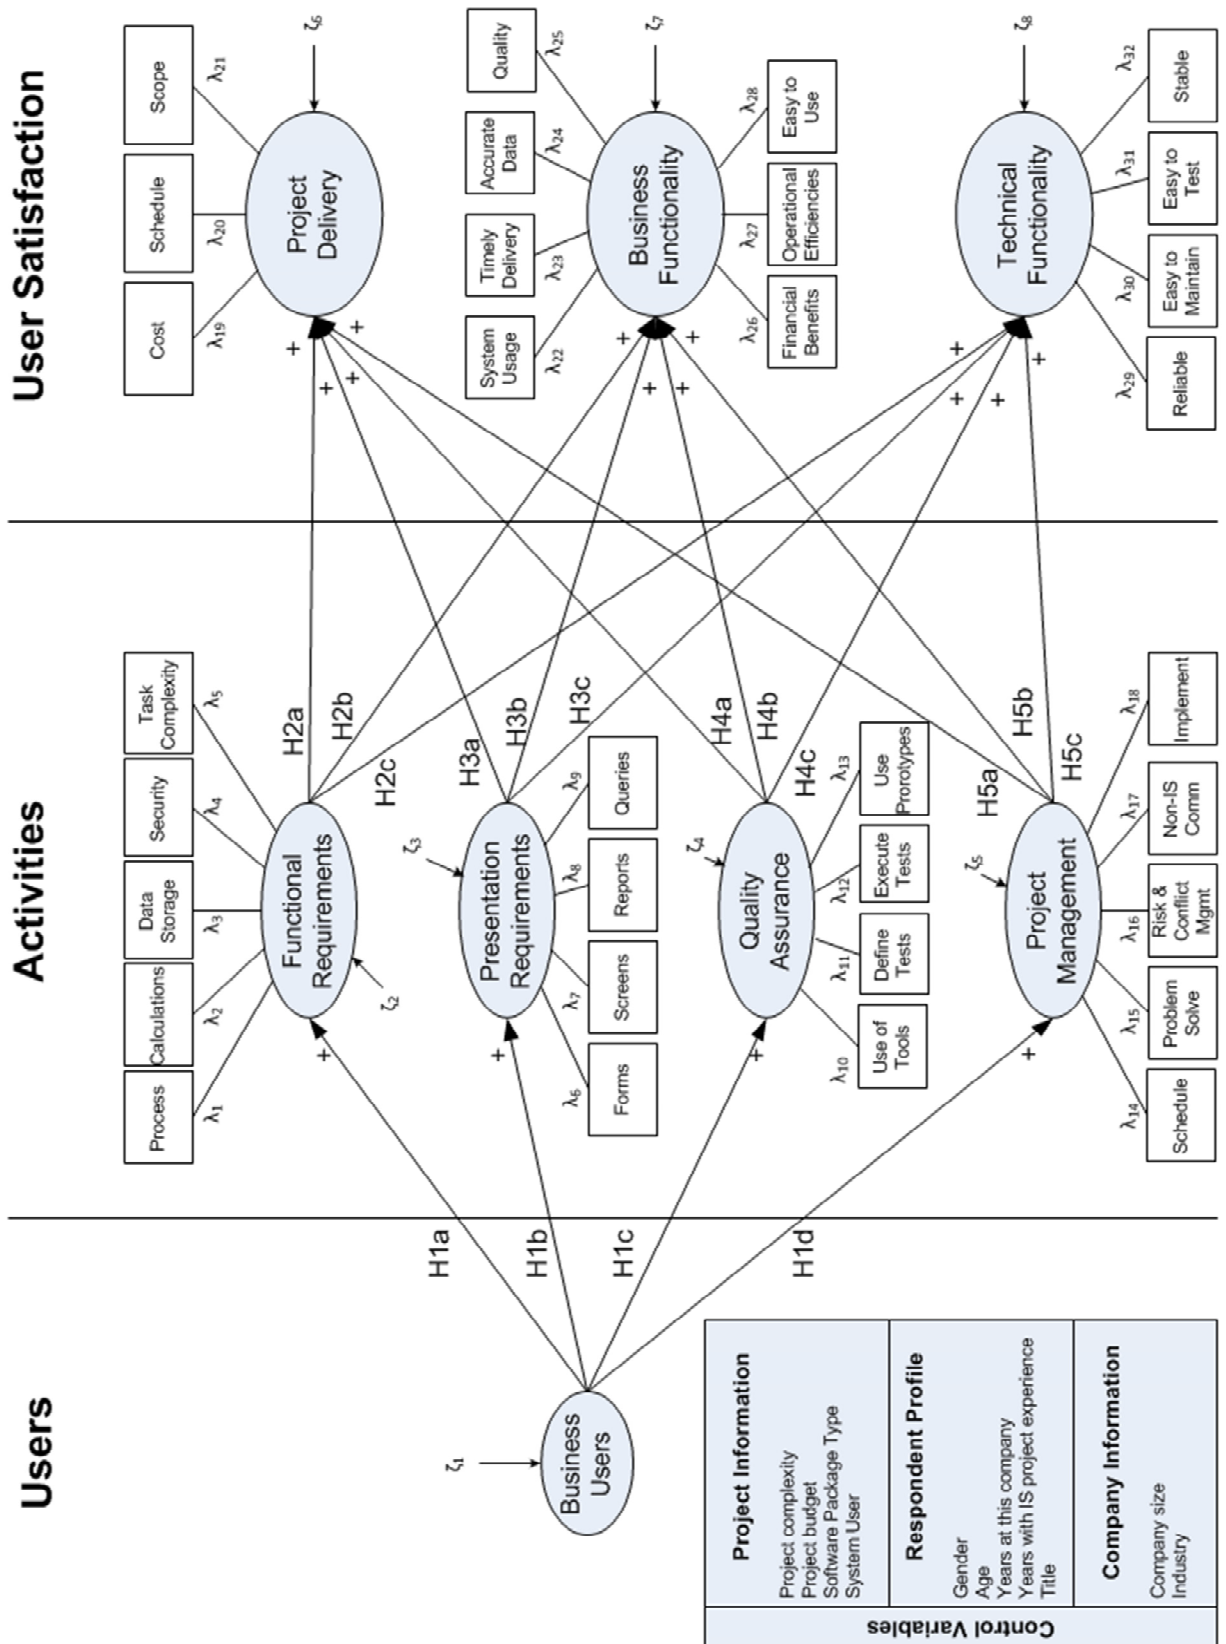 Users
Activities
User Satisfaction
ζ1
Business
Users
H1a
H1b
H1c
H1d
Process
Calculations
Data
Storage
Security
Task
Complexity
λ1
λ2
λ3
λ4
λ5
Functional
Requirements
ζ2
+
H2a
H2b
H2c
ζ3
Presentation
Requirements
+
λ6
λ7
λ8
λ9
Forms
Screens
Reports
Queries
H3a
H3b
H3c
ζ4
Quality
Assurance
+
λ10
λ11
λ12
λ13
Use of
Tools
Define
Tests
Execute
Tests
Use
Prorotypes
H4a
H4b
H4c
ζ5
Project
Management
+
λ14
λ15
λ16
λ17
λ18
Schedule
Problem
Solve
Risk &
Conflict
Mgmt
Non-IS
Comm
Implement
H5a
H5b
H5c
Cost
Schedule
Scope
λ19
λ20
λ21
Project
Delivery
ζ6
+
+
+
+
System
Usage
Timely
Delivery
Accurate
Data
Quality
λ22
λ23
λ24
λ25
Business
Functionality
ζ7
+
+
+
+
λ26
λ27
λ28
Financial
Benefits
Operational
Efficiencies
Easy to
Use
Technical
Functionality
ζ8
+
+
+
+
λ29
λ30
λ31
λ32
Reliable
Easy to
Maintain
Easy to
Test
Stable
Control Variables
Project Information
Project complexity
Project budget
Software Package Type
System User
Respondent Profile
Gender
Age
Years at this company
Years with IS project experience
Title
Company Information
Company size
Industry